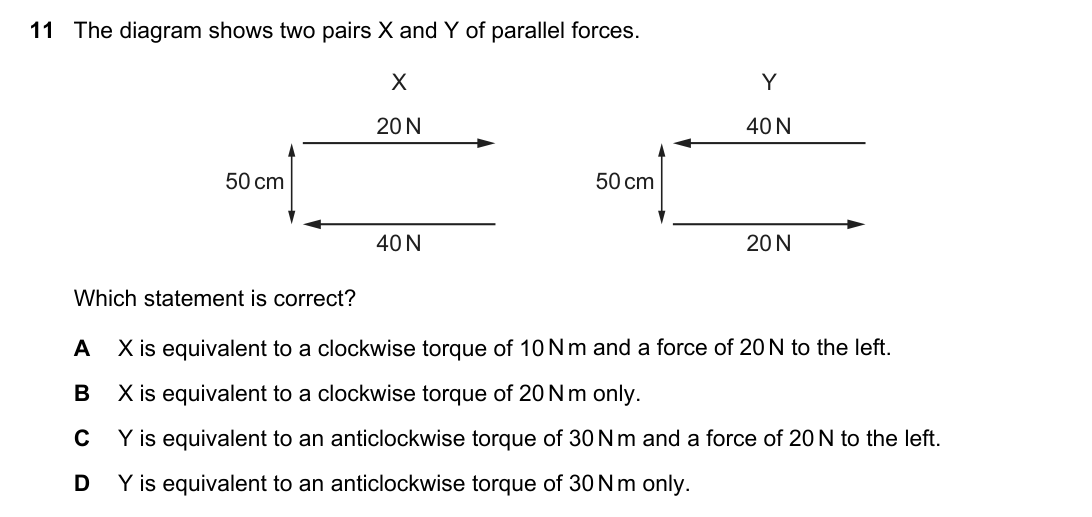 11 The diagram shows two pairs X and Y of parallel forces.
X
Y
20 N
40 N
50 cm
50 cm
40 N
20 N
Which statement is correct?
A X is equivalent to a clockwise torque of 10 N m and a force of 20 N to the left.
B X is equivalent to a clockwise torque of 20 N m only.
C Y is equivalent to an anticlockwise torque of 30 N m and a force of 20 N to the left.
D Y is equivalent to an anticlockwise torque of 30 N m only.